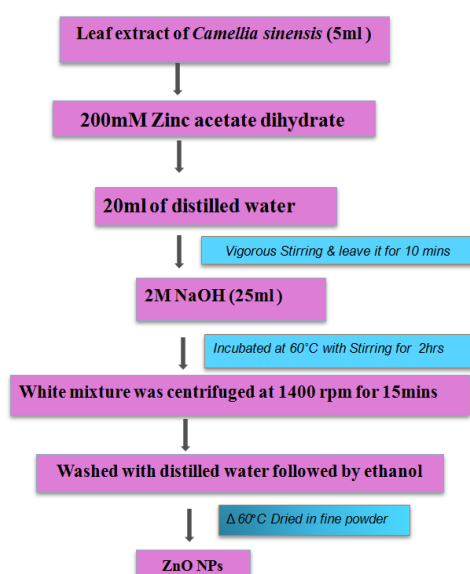 Leaf extract of Camellia sinensis (5ml )
200mM Zinc acetate dihydrate
20ml of distilled water
Vigorous Stirring & leave it for 10 mins
2M NaOH (25ml )
Incubated at 60°C with Stirring for 2hrs
White mixture was centrifuged at 1400 rpm for 15mins
Washed with distilled water followed by ethanol
Δ 60°C Dried in fine powder
ZnO NPs